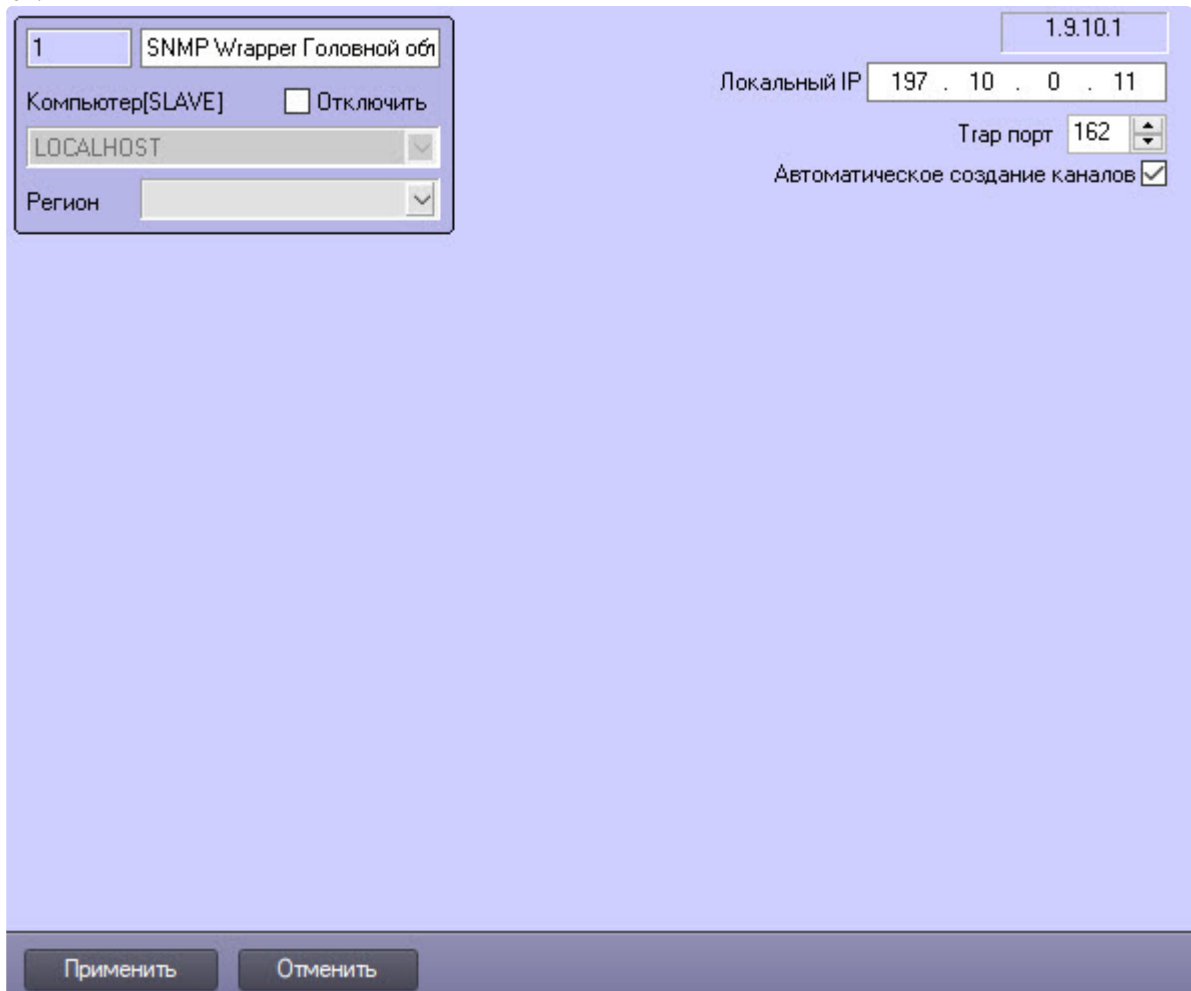 1
SNMP Wrapper Головной
1.9.10.1
Компьютер[SLAVE]
Отключить
Локальный IP
197 . 10 . 0 . 11
LOCALHOST
Trap порт
162
Регион
Автоматическое создание каналов
Применить
Отменить